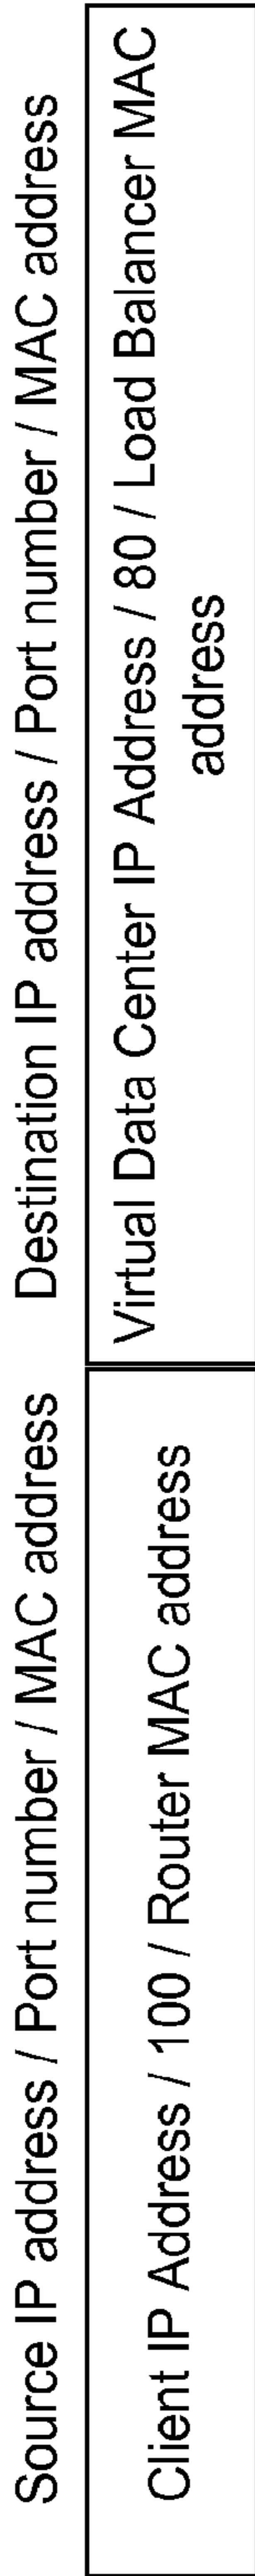 Source IP address / Port number / MAC address
Destination IP address / Port number / MAC address
Client IP Address / 100 / Router MAC address
Virtual Data Center IP Address / 80 / Load Balancer MAC
address